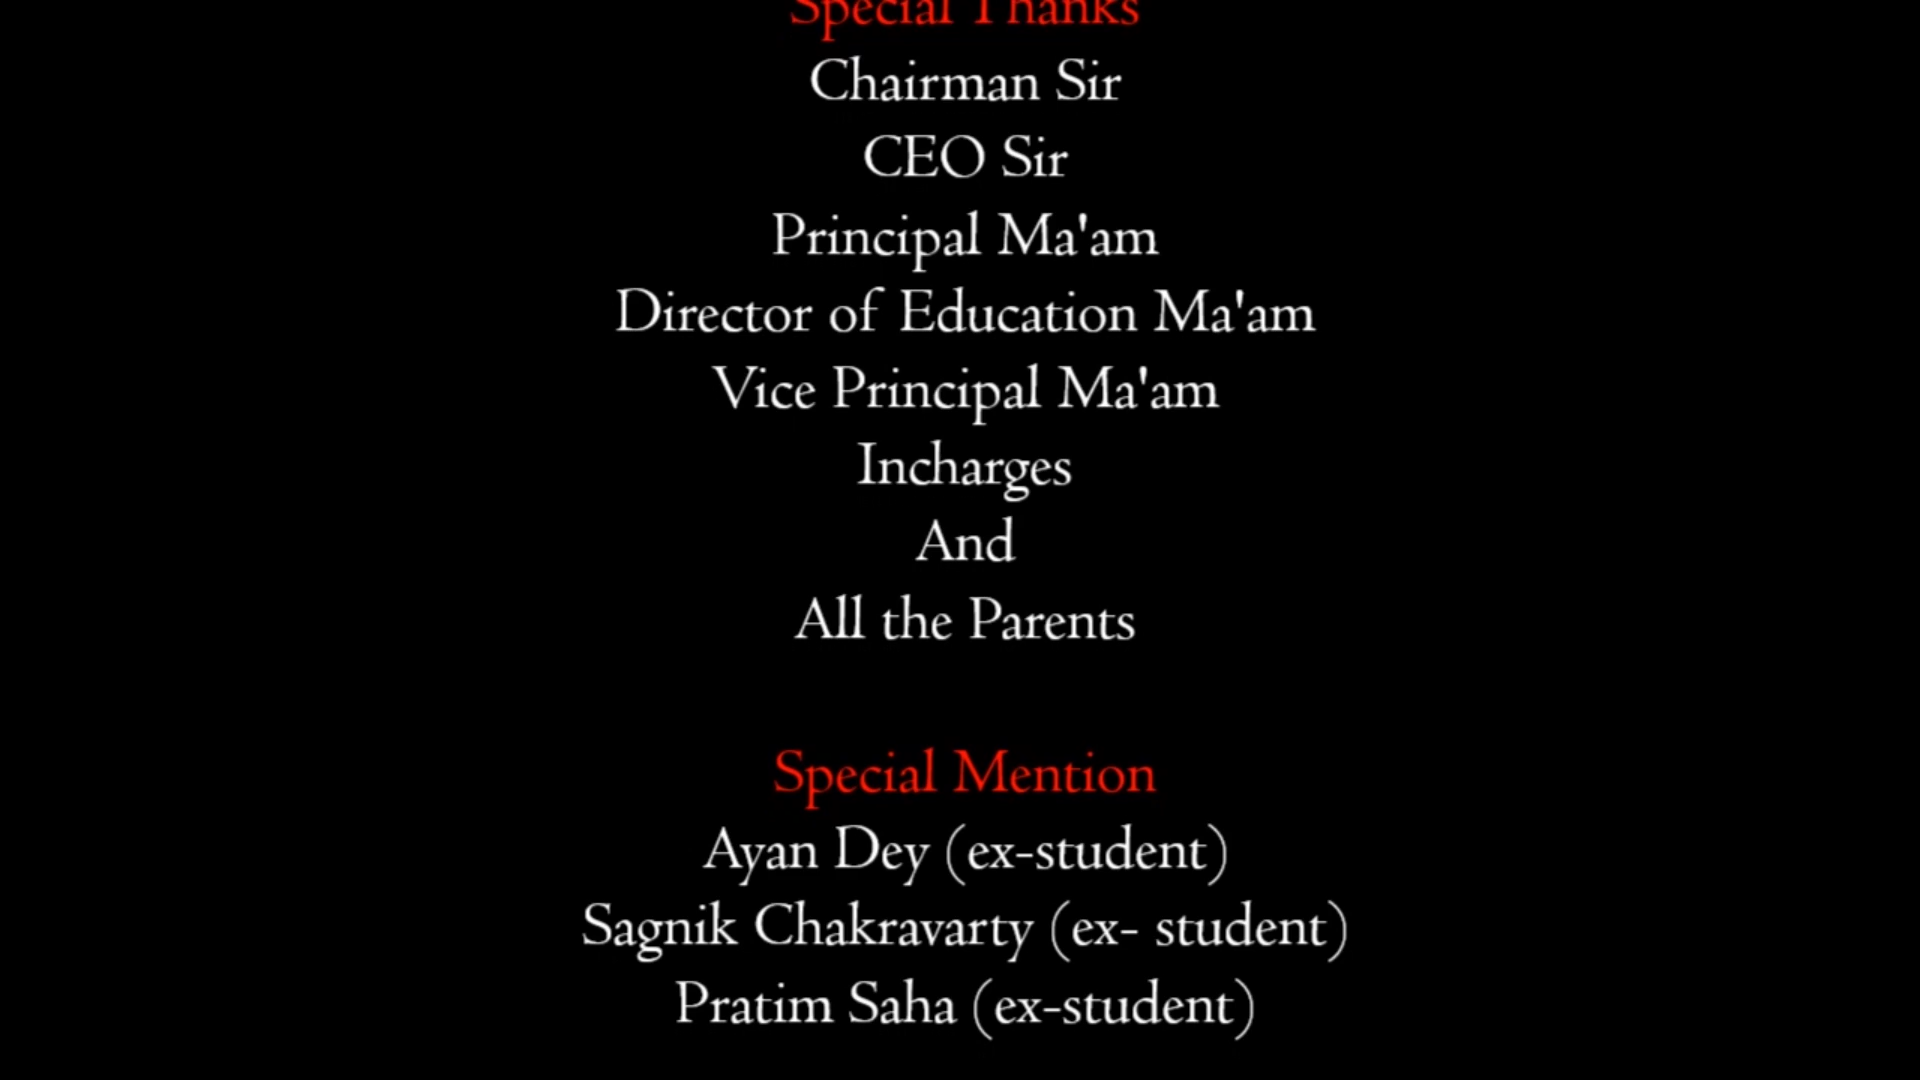 Special Thanks
Chairman Sir
CEO Sir
Principal Ma'am
Director of Education Ma'am
Vice Principal Ma'am
Incharges
And
All the Parents
Special Mention
Ayan Dey (ex-student)
Sagnik Chakravarty (ex- student)
Pratim Saha (ex-student)